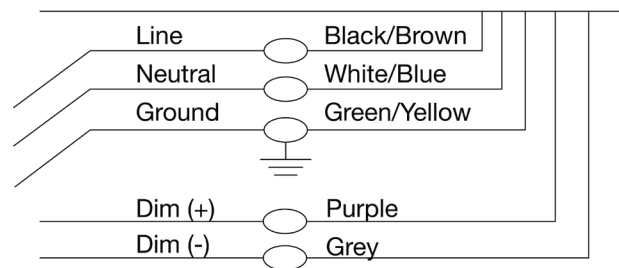 Line Black/Brown
Neutral White/Blue
Ground Green/Yellow
Dim (+) Purple
Dim (-) Grey